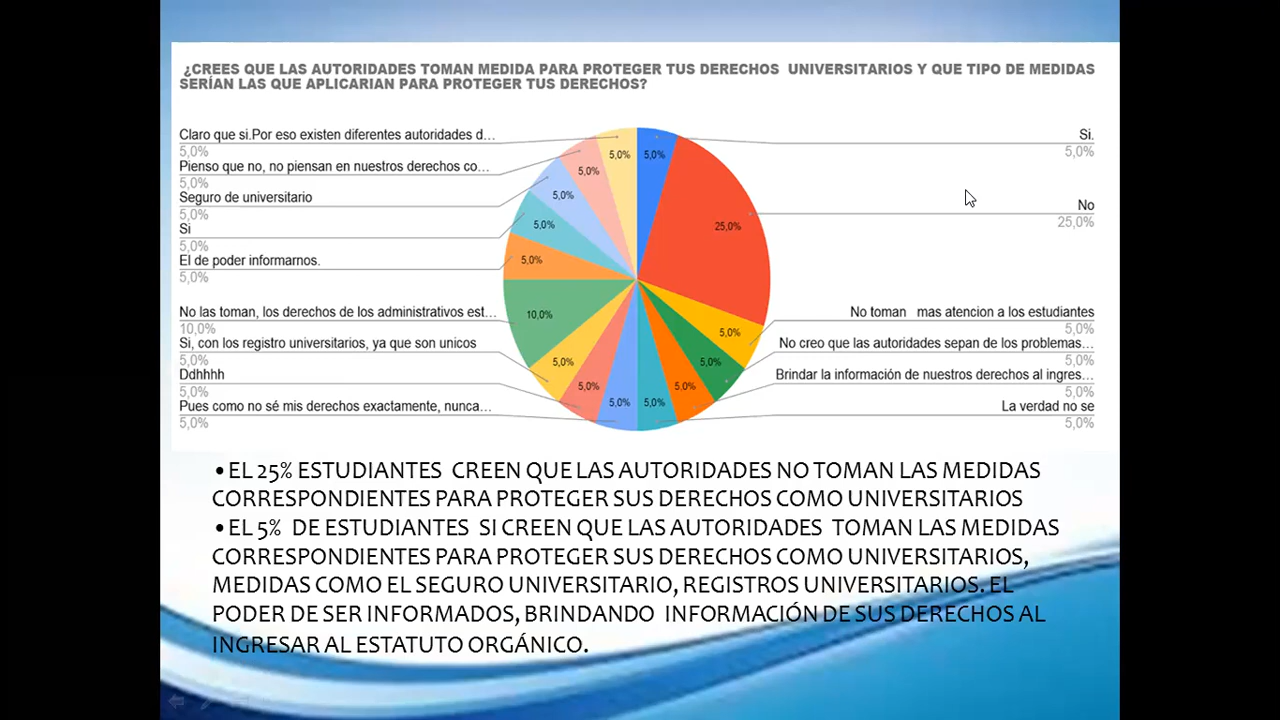 ¿CREES QUE LAS AUTORIDADES TOMAN MEDIDA PARA PROTEGER TUS DERECHOS UNIVERSITARIOS Y QUE TIPO DE MEDIDAS
SERÍAN LAS QUE APLICARIAN PARA PROTEGER TUS DERECHOS?
Claro que si.Por eso existen diferentes autoridades d…
5,0%
Pienso que no, no piensan en nuestros derechos co…
5,0%
Seguro de universitario
5,0%
Si
5,0%
El de poder informarnos.
5,0%
No las toman, los derechos de los administrativos est…
10,0%
Si, con los registro universitarios, ya que son unicos
5,0%
Ddhhhh
5,0%
Pues como no sé mis derechos exactamente, nunca…
5,0%
5,0%
5,0%
5,0%
5,0%
5,0%
10,0%
5,0%
5,0%
5,0%
5,0%
25,0%
5,0%
5,0%
5,0%
5,0%
Si.
5,0%
No
25,0%
No toman mas atencion a los estudiantes
5,0%
No creo que las autoridades sepan de los problemas…
5,0%
Brindar la información de nuestros derechos al ingres…
5,0%
La verdad no se
5,0%
•EL 25% ESTUDIANTES CREEN QUE LAS AUTORIDADES NO TOMAN LAS MEDIDAS
CORRESPONDIENTES PARA PROTEGER SUS DERECHOS COMO UNIVERSITARIOS
•EL 5% DE ESTUDIANTES SI CREEN QUE LAS AUTORIDADES TOMAN LAS MEDIDAS
CORRESPONDIENTES PARA PROTEGER SUS DERECHOS COMO UNIVERSITARIOS,
MEDIDAS COMO EL SEGURO UNIVERSITARIO, REGISTROS UNIVERSITARIOS. EL
PODER DE SER INFORMADOS, BRINDANDO INFORMACIÓN DE SUS DERECHOS AL
INGRESAR AL ESTATUTO ORGÁNICO.